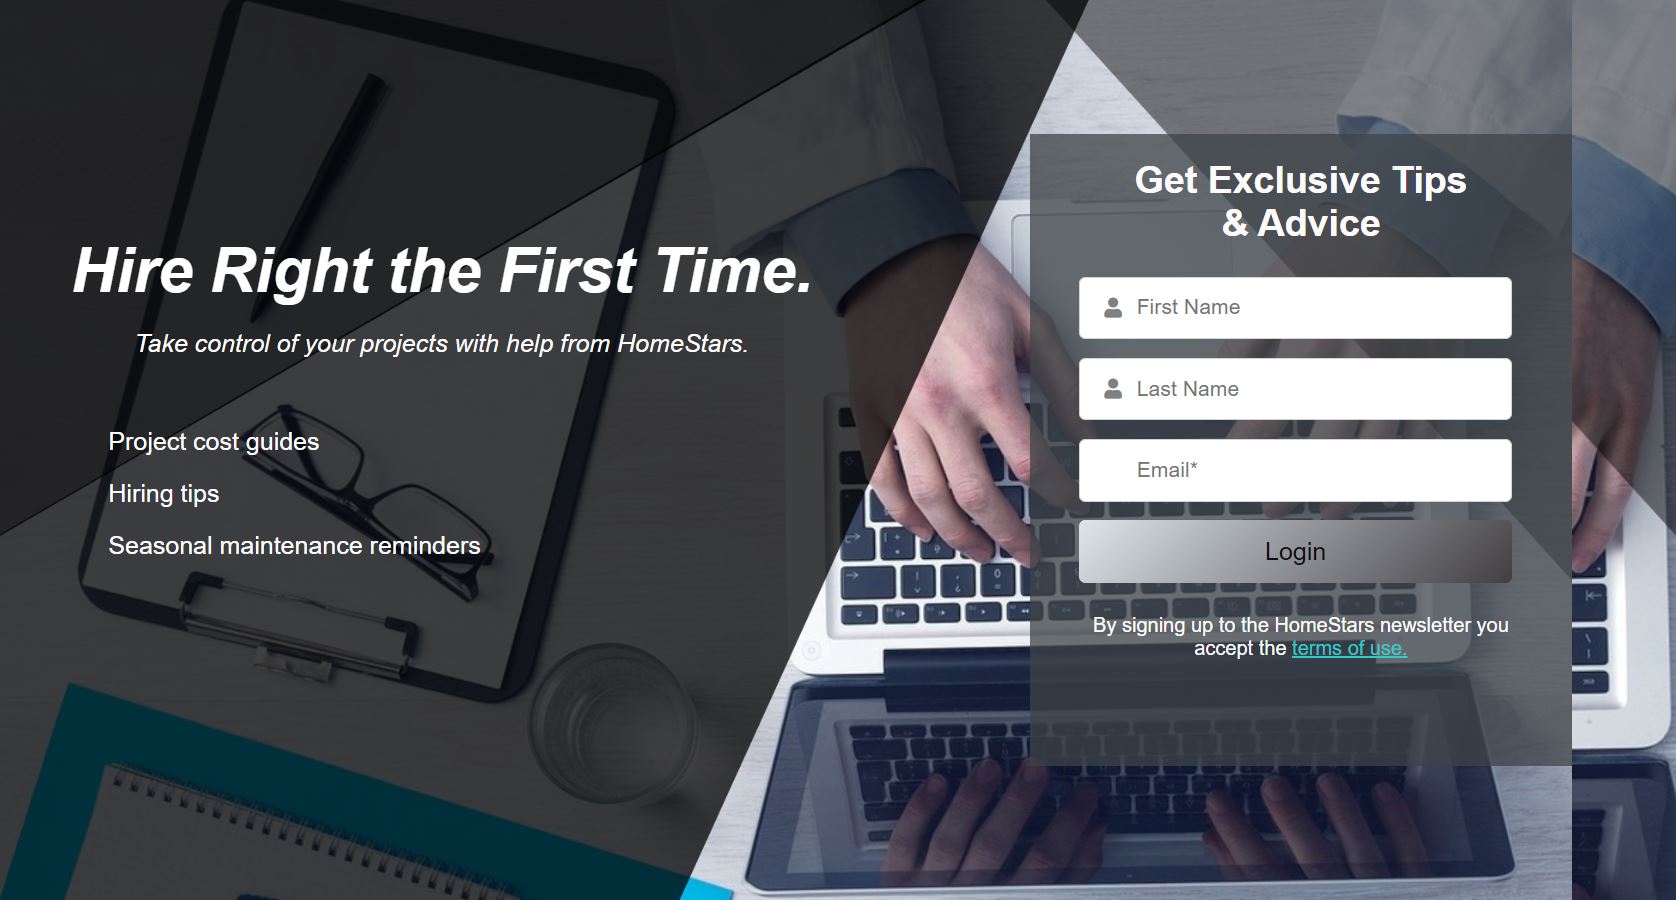 Hire Right the First Time.
Take control of your projects with help from HomeStars.
Project cost guides
Hiring tips
Seasonal maintenance reminders
Get Exclusive Tips
& Advice
First Name
Last Name
Email*
Login
By signing up to the HomeStars newsletter you
accept the terms of use.